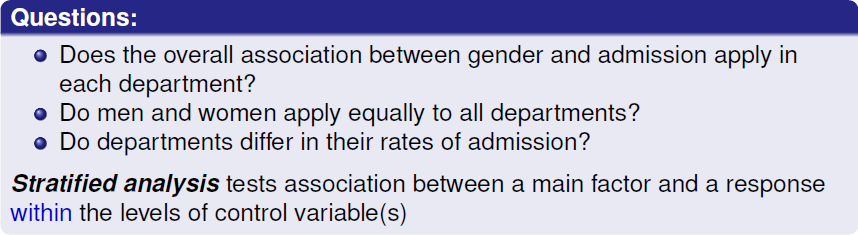 Questions:
Does the overall association between gender and admission apply in
each department?
Do men and women apply equally to all departments?
Do departments differ in their rates of admission?
Stratified analysis tests association between a main factor and a response
within the levels of control variable(s)